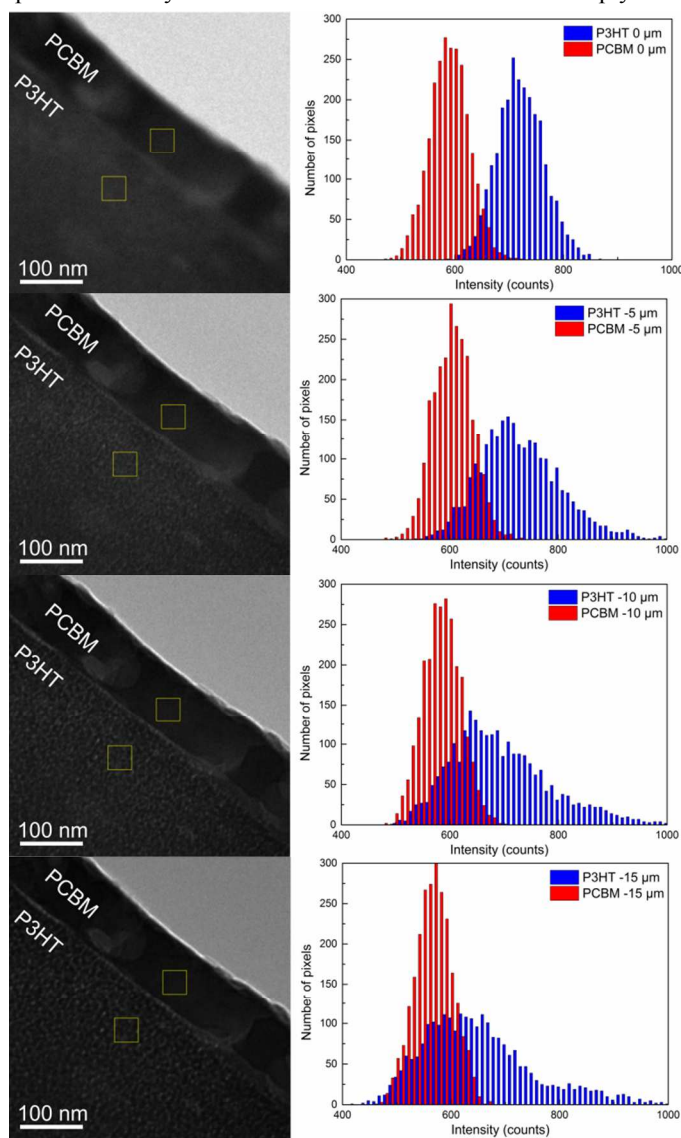 PCBM
P3HT
100 nm
P3HT 0 µm
PCBM 0 µm
Number of pixels
300
250
200
150
100
50
0
400 600 800 1000
Intensity (counts)
PCBM
P3HT
100 nm
P3HT -5 µm
PCBM -5 µm
Number of pixels
300
250
200
150
100
50
0
400 600 800 1000
Intensity (counts)
PCBM
P3HT
100 nm
P3HT -10 µm
PCBM -10 µm
Number of pixels
300
250
200
150
100
50
0
400 600 800 1000
Intensity (counts)
PCBM
P3HT
100 nm
P3HT -15 µm
PCBM -15 µm
Number of pixels
300
250
200
150
100
50
0
400 600 800 1000
Intensity (counts)